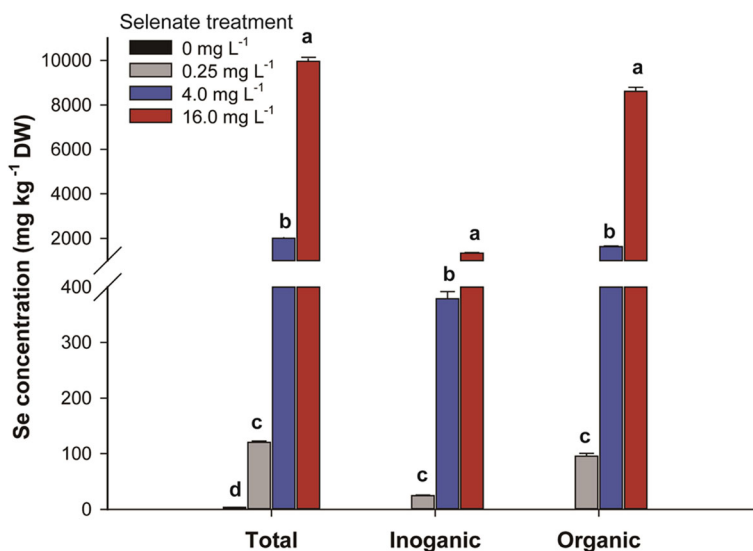 Selenate treatment
0 mg L⁻¹
0.25 mg L⁻¹
4.0 mg L⁻¹
16.0 mg L⁻¹
Se concentration (mg kg⁻¹ DW)
10000
8000
6000
4000
2000
400
300
200
100
0
d
c
b
a
c
b
a
c
b
a
Total
Inoganic
Organic